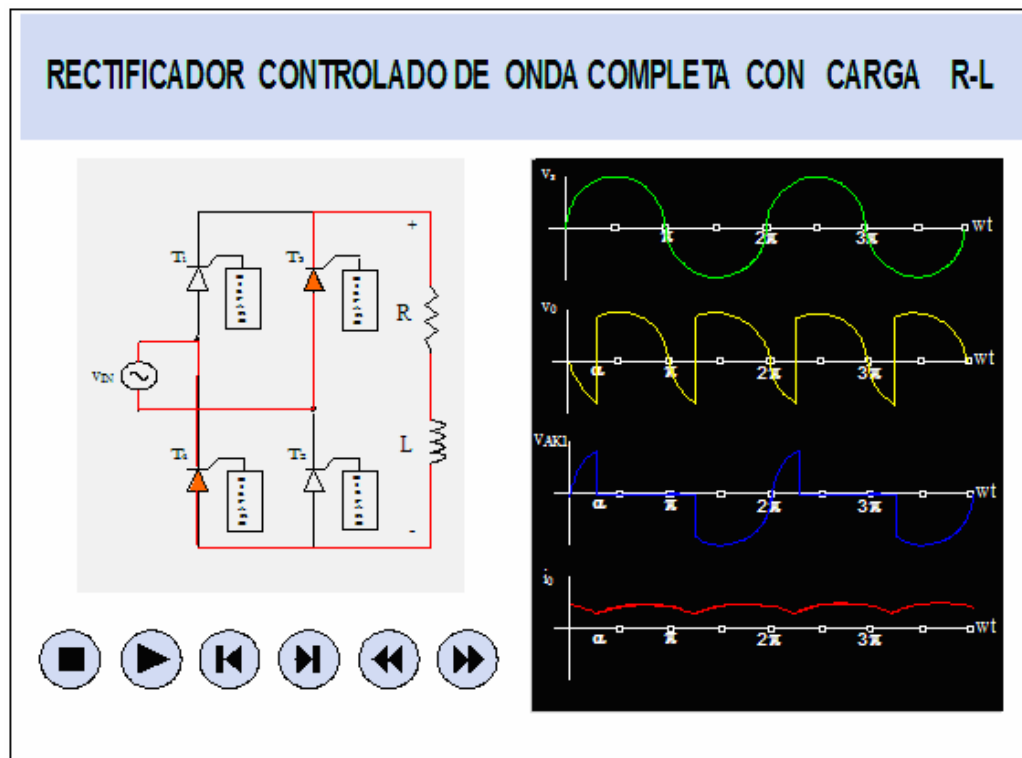 RECTIFICADOR CONTROLADO DE ONDA COMPLETA CON CARGA R-L
+
T1
T3
R
vIN
T4
T2
L
-
vs
π 2π 3π wt
v0
α π 2π 3π wt
VAK1
α π 2π 3π wt
i0
α π 2π 3π wt